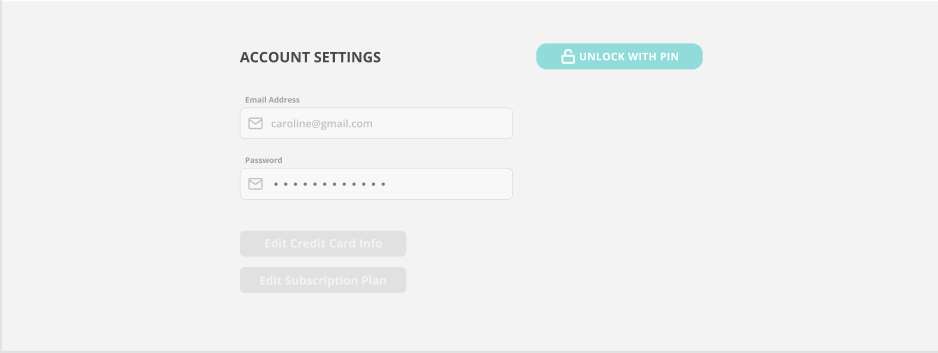 ACCOUNT SETTINGS
UNLOCK WITH PIN
Email Address
caroline@gmail.com
Password
• • • • • • • • • • • •
Edit Credit Card Info
Edit Subscription Plan